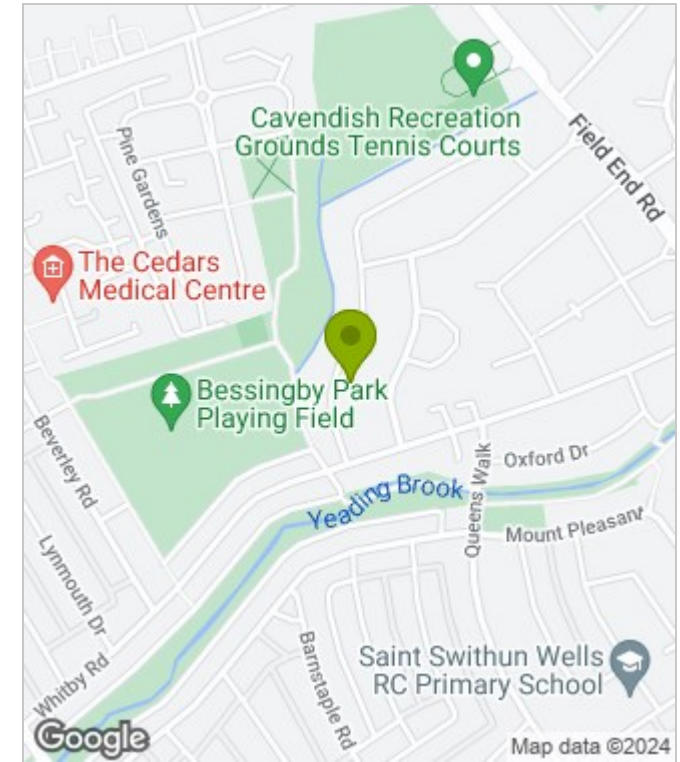 Cavendish Recreation
Grounds Tennis Courts
Field End Rd
Pine Gardens
The Cedars
Medical Centre
Bessingby Park
Playing Field
Beverley Rd
Oxford Dr
Queens Walk
Yeading Brook
Mount Pleasant
Lynmouth Dr
Barnstaple Rd
Saint Swithun Wells
RC Primary School
Whitby Rd
Google
Map data ©2024